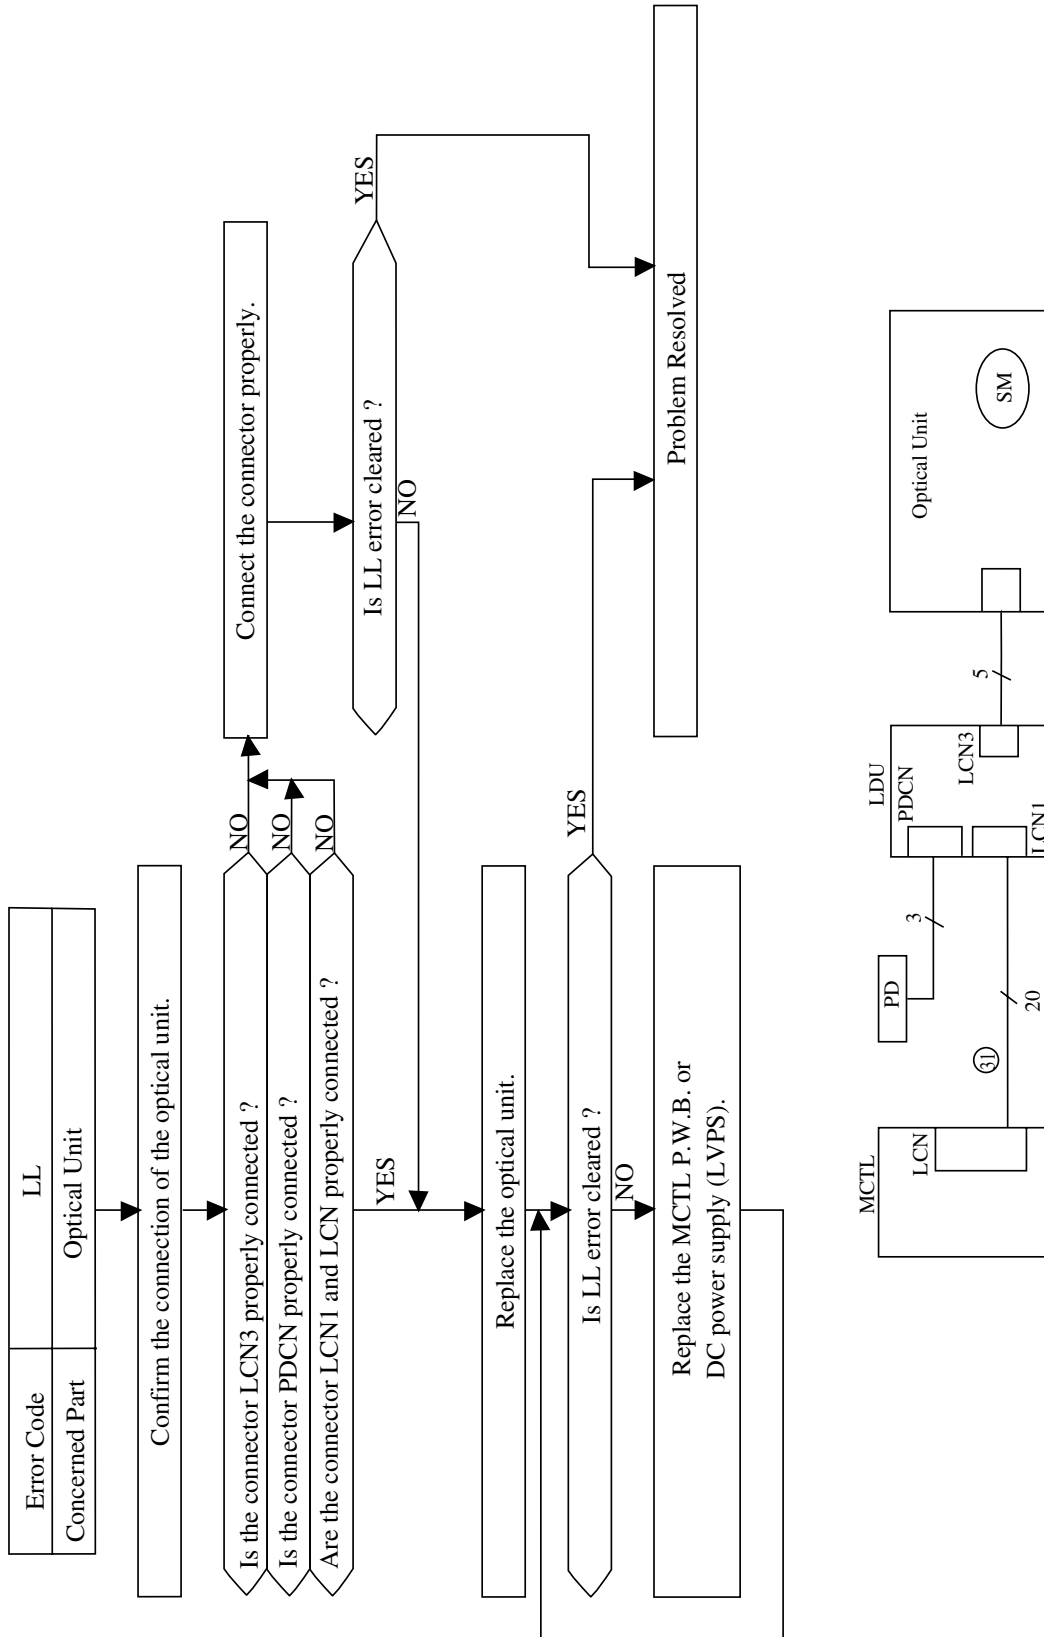 Error Code LL
Concerned Part Optical Unit
Confirm the connection of the optical unit.
Is the connector LCN3 properly connected ?
NO
Is the connector PDCN properly connected ?
NO
Are the connector LCN1 and LCN properly connected ?
NO
YES
Connect the connector properly.
Is LL error cleared ?
YES
NO
Replace the optical unit.
Is LL error cleared ?
YES
NO
Replace the MCTL P.W.B. or
DC power supply (LVPS).
Problem Resolved
MCTL
LCN
31
20
PD
3
LDU
PDCN
LCN3
LCN1
5
Optical Unit
SM